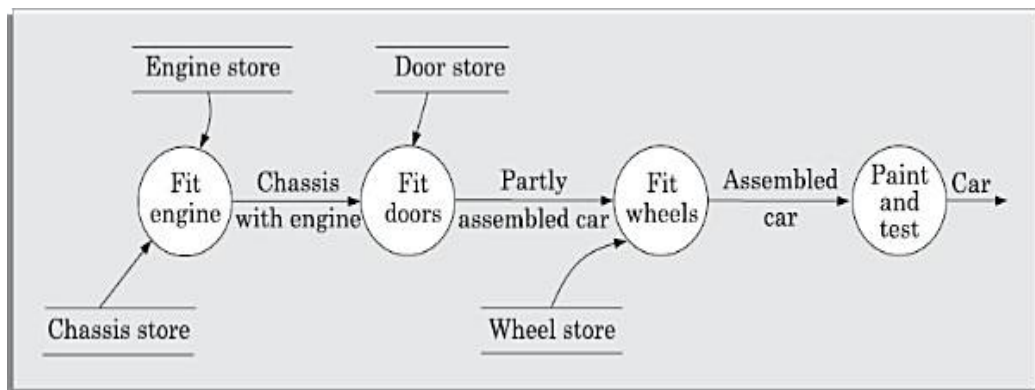 Engine store
Door store
Fit
engine
Chassis
with engine
Fit
doors
Partly
assembled car
Fit
wheels
Assembled
car
Paint
and
test
Car
Chassis store
Wheel store